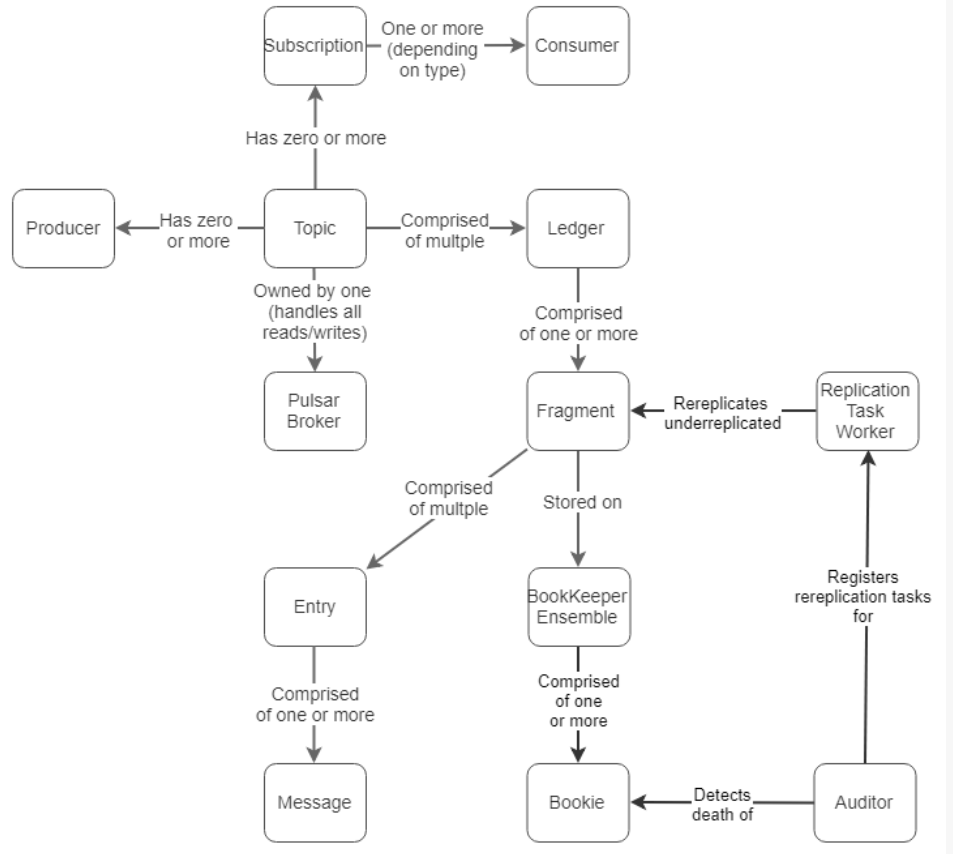 Subscription
One or more
(depending
on type)
Consumer
Has zero or more
Producer
Has zero
or more
Topic
Comprised
of multple
Ledger
Owned by one
(handles all
reads/writes)
Comprised
of one or more
Pulsar
Broker
Fragment
Rereplicates
underreplicated
Replication
Task
Worker
Comprised
of multple
Stored on
Registers
rereplication tasks
for
Entry
BookKeeper
Ensemble
Comprised
of one or more
Comprised
of one
or more
Message
Bookie
Detects
death of
Auditor